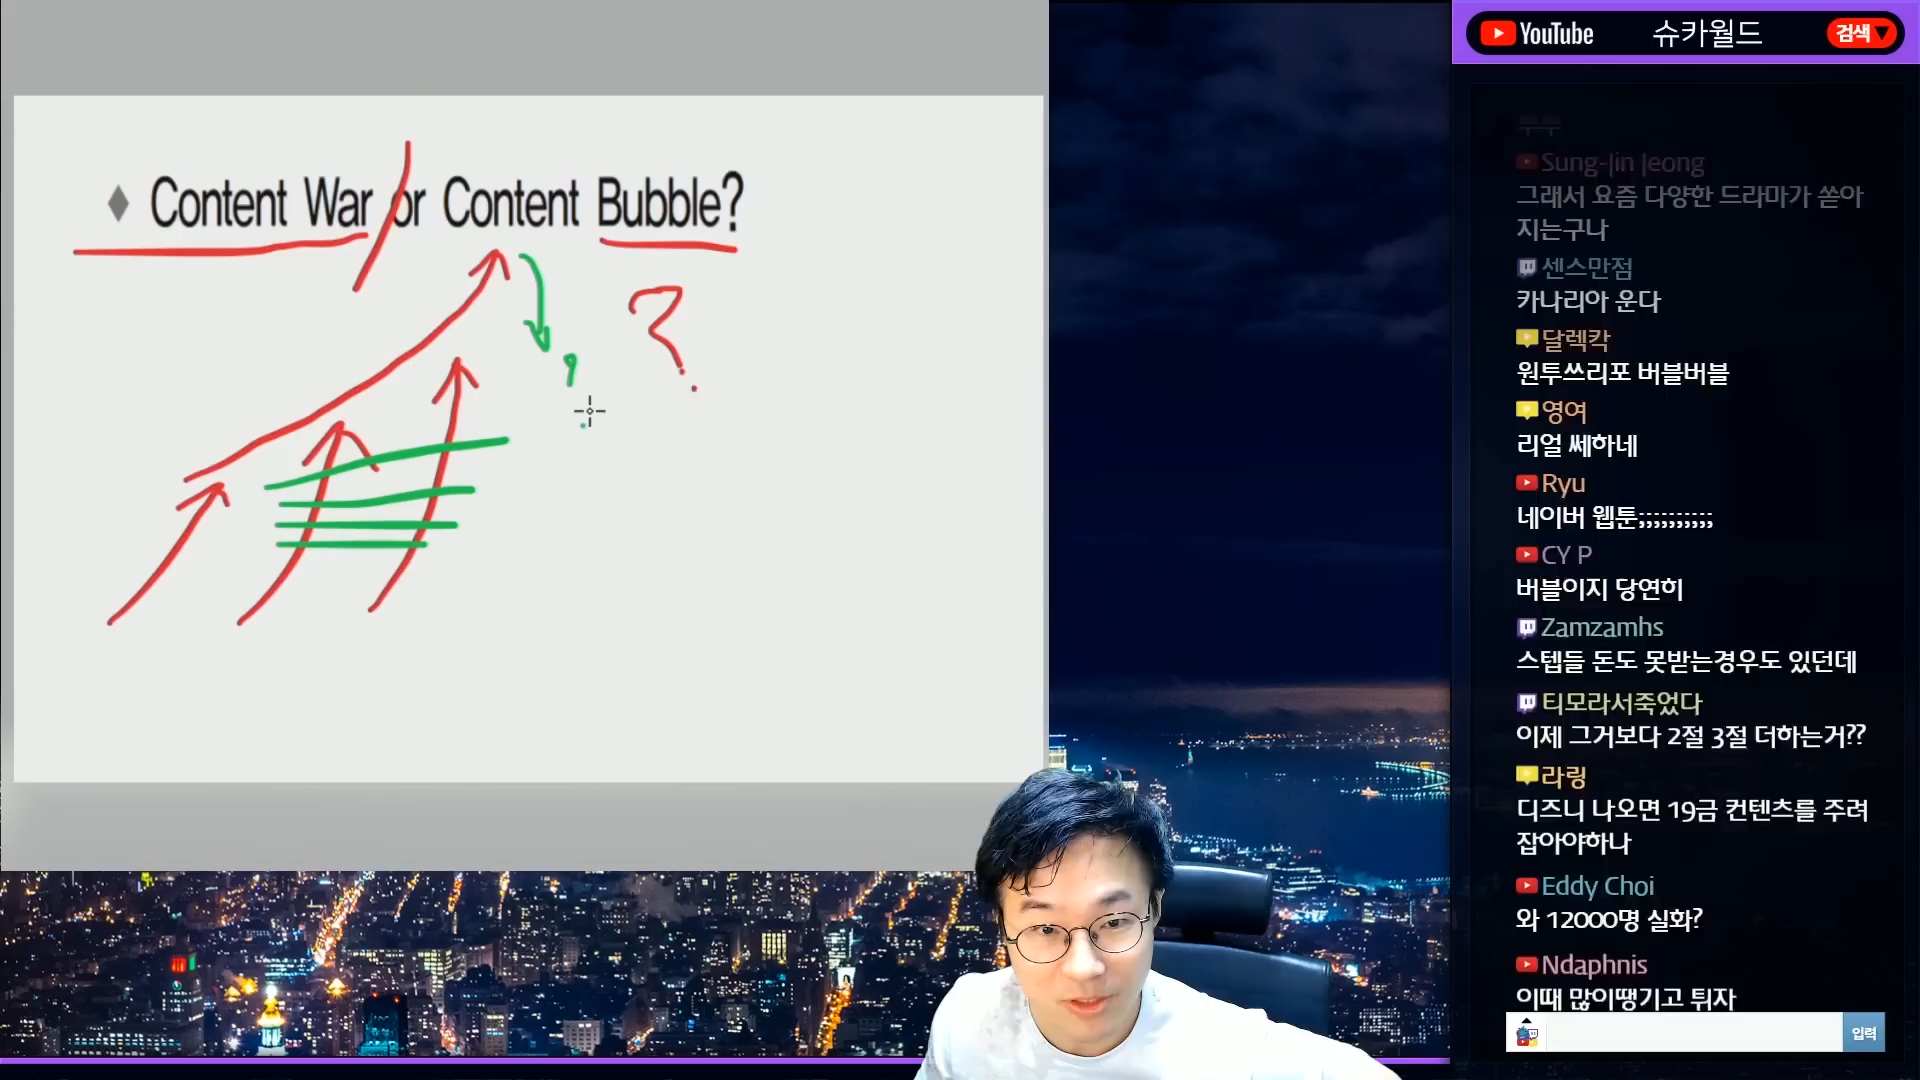 ◆ Content War or Content Bubble?
?
?
YouTube
슈카월드
검색▼
Sung-Jin Jeong
그래서 요즘 다양한 드라마가 쏟아
지는구나
센스만점
카나리아 운다
달렉칵
원투쓰리포 버블버블
영여
리얼 쎄하네
Ryu
네이버 웹툰;;;;;;;;;;
CY P
버블이지 당연히
Zamzamhs
스텝들 돈도 못받는경우도 있던데
티모라서죽었다
이제 그거보다 2절 3절 더하는거??
라링
디즈니 나오면 19금 컨텐츠를 주려
잡아야하나
Eddy Choi
와 12000명 실화?
Ndaphnis
이때 많이땡기고 튀자
입력